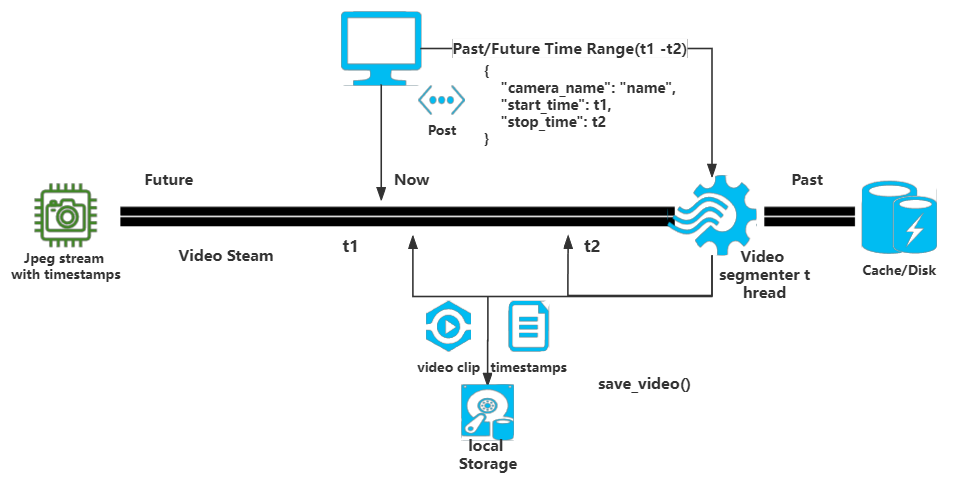 Past/Future Time Range(t1 -t2)
{
"camera_name": "name",
"start_time": t1,
"stop_time": t2
}
Post
Future
Now
Past
Jpeg stream
with timestamps
Video Steam
t1
t2
Video
segmenter t
hread
Cache/Disk
video clip
timestamps
save_video()
local
Storage